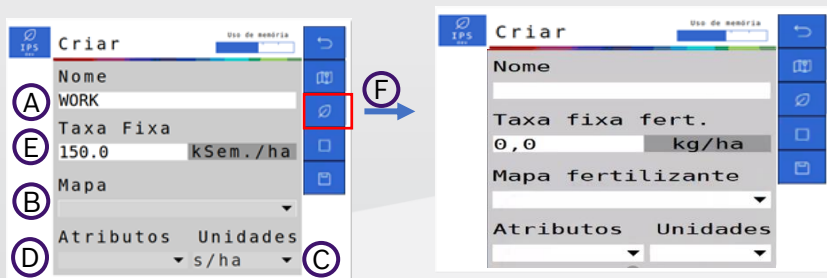 IPS
Criar
Uso de memória
Nome
A
WORK
Taxa Fixa
E
150.0 kSem./ha
Mapa
B
Atributos Unidades
D
s/ha
C
F
IPS
Criar
Uso de memória
Nome
Taxa fixa fert.
0,0 kg/ha
Mapa fertilizante
Atributos Unidades